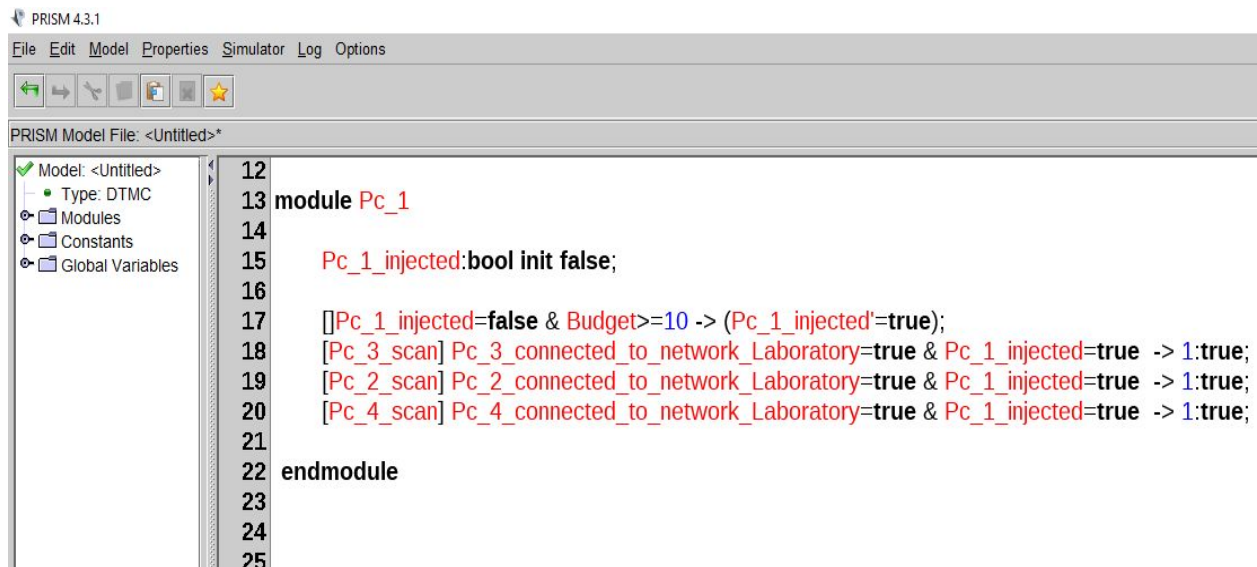 PRISM 4.3.1
File Edit Model Properties Simulator Log Options
PRISM Model File: <Untitled>*
Model: <Untitled>
Type: DTMC
Modules
Constants
Global Variables
12
13 module Pc_1
14
15 Pc_1_injected:bool init false;
16
17 []Pc_1_injected=false & Budget>=10 -> (Pc_1_injected'=true);
18 [Pc_3_scan] Pc_3_connected_to_network_Laboratory=true & Pc_1_injected=true -> 1:true;
19 [Pc_2_scan] Pc_2_connected_to_network_Laboratory=true & Pc_1_injected=true -> 1:true;
20 [Pc_4_scan] Pc_4_connected_to_network_Laboratory=true & Pc_1_injected=true -> 1:true;
21
22 endmodule
23
24
25